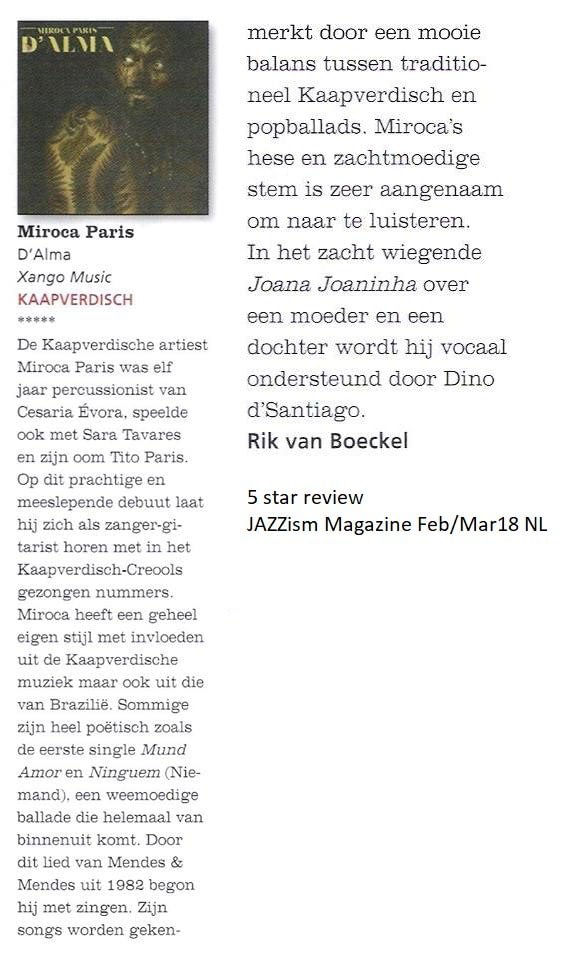 MIROCA PARIS
D'ALMA
Miroca Paris
D'Alma
Xango Music
KAAPVERDISCH
*****
De Kaapverdische artiest
Miroca Paris was elf
jaar percussionist van
Cesaria Évora, speelde
ook met Sara Tavares
en zijn oom Tito Paris.
Op dit prachtige en
meeslepende debuut laat
hij zich als zanger-gi-
tarist horen met in het
Kaapverdisch-Creools
gezongen nummers.
Miroca heeft een geheel
eigen stijl met invloeden
uit de Kaapverdische
muziek maar ook uit die
van Brazilië. Sommige
zijn heel poëtisch zoals
de eerste single Mund
Amor en Ninguem (Nie-
mand), een weemoedige
ballade die helemaal van
binnenuit komt. Door
dit lied van Mendes &
Mendes uit 1982 begon
hij met zingen. Zijn
songs worden geken-
merkt door een mooie
balans tussen traditio-
neel Kaapverdisch en
popballads. Miroca's
hese en zachtmoedige
stem is zeer aangenaam
om naar te luisteren.
In het zacht wiegende
Joana Joaninha over
een moeder en een
dochter wordt hij vocaal
ondersteund door Dino
d'Santiago.
Rik van Boeckel
5 star review
JAZZism Magazine Feb/Mar18 NL